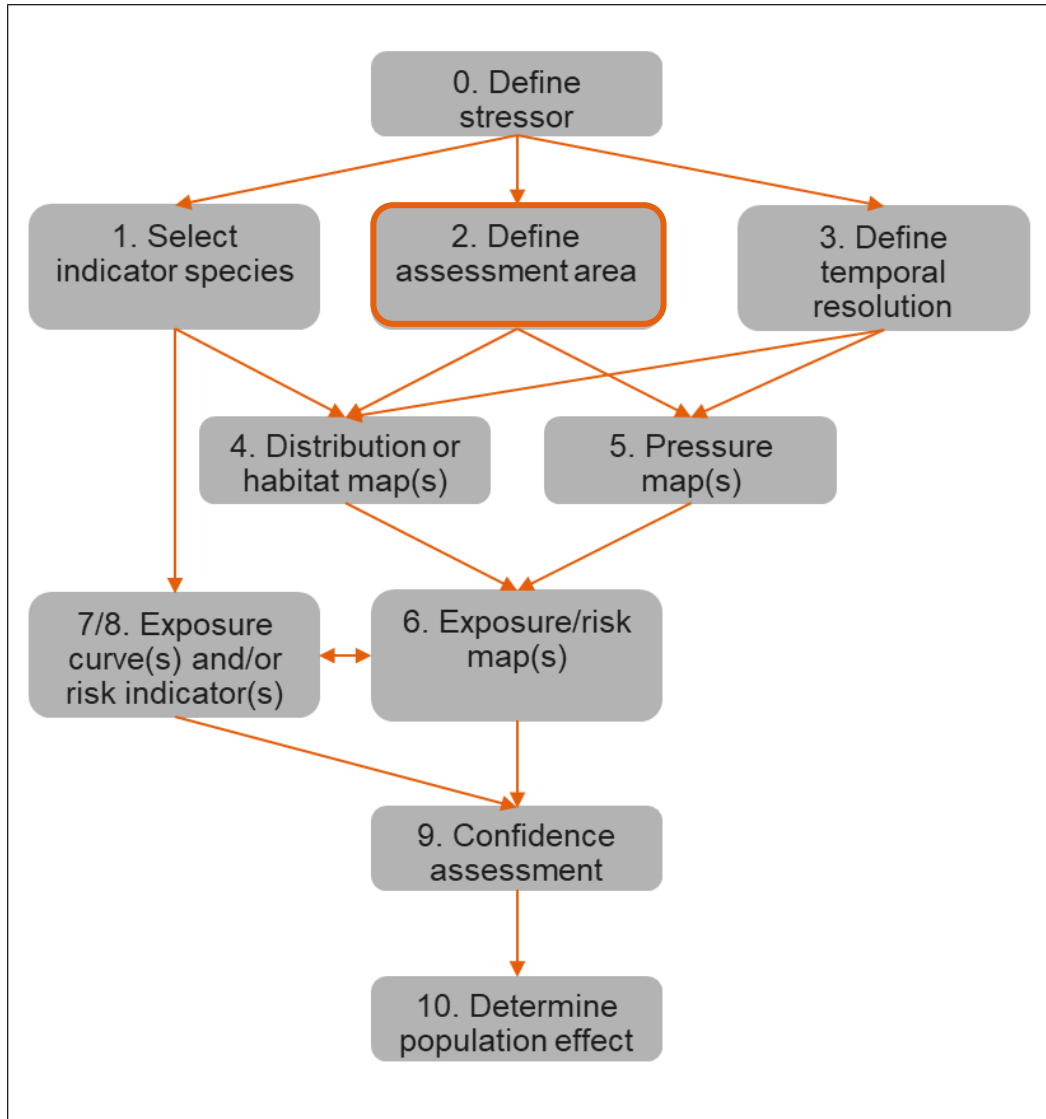 0. Define
stressor
1. Select
indicator species
2. Define
assessment area
3. Define
temporal
resolution
4. Distribution or
habitat map(s)
5. Pressure
map(s)
7/8. Exposure
curve(s) and/or
risk indicator(s)
6. Exposure/risk
map(s)
9. Confidence
assessment
10. Determine
population effect